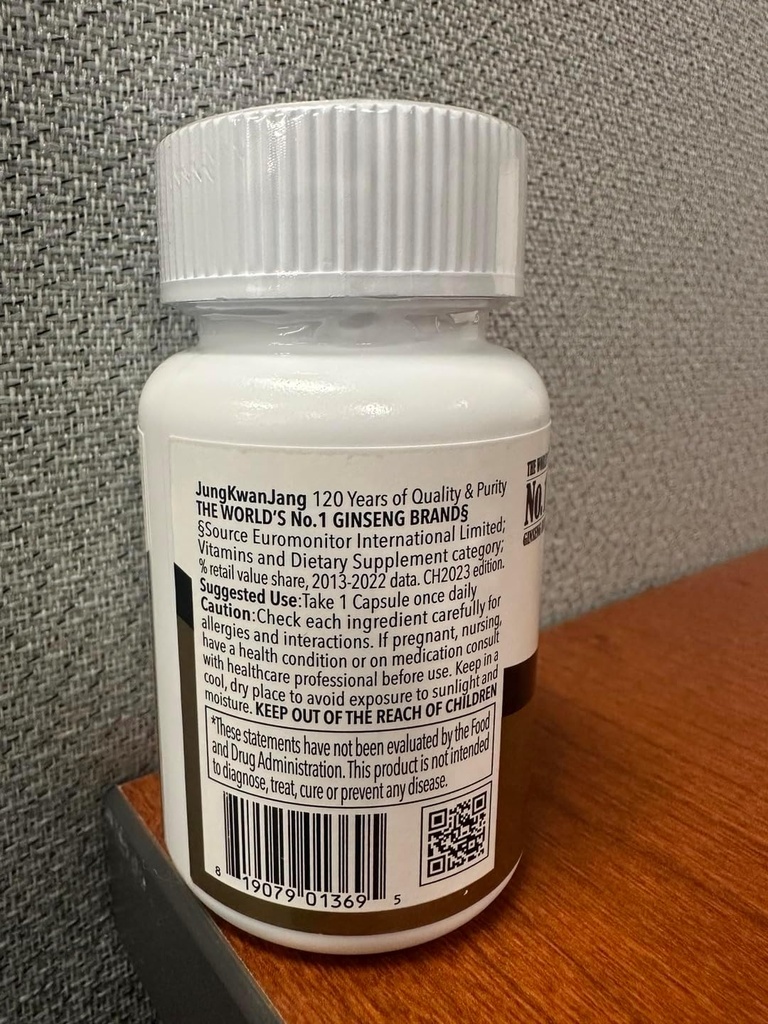 JungKwanJang 120 Years of Quality & Purity
THE WORLD'S No.1 GINSENG BRAND§
§Source Euromonitor International Limited;
Vitamins and Dietary Supplement category;
% retail value share, 2013-2022 data. CH2023 edition.
Suggested Use:Take 1 Capsule once daily
Caution:Check each ingredient carefully for
allergies and interactions. If pregnant, nursing,
have a health condition or on medication consult
with healthcare professional before use. Keep in a
cool, dry place to avoid exposure to sunlight and
moisture. KEEP OUT OF THE REACH OF CHILDREN
*These statements have not been evaluated by the Food
and Drug Administration. This product is not intended
to diagnose, treat, cure or prevent any disease.
8 19079 01369 5
THE
No.